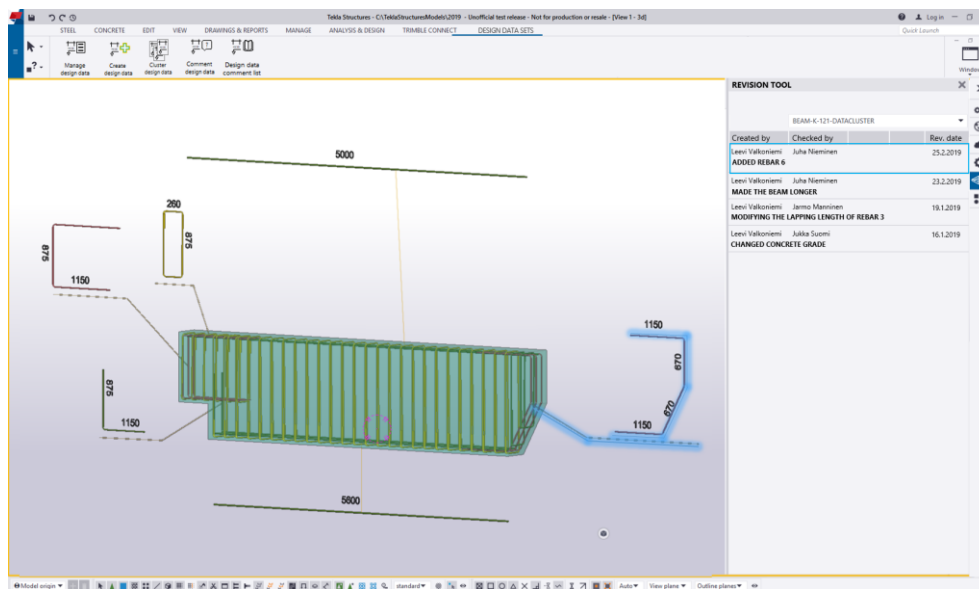 Tekla Structures - C:\TeklaStructuresModels\2019 - Unofficial test release - Not for production or resale - [View 1 - 3d]
Log in
STEEL CONCRETE EDIT VIEW DRAWINGS & REPORTS MANAGE ANALYSIS & DESIGN TRIMBLE CONNECT DESIGN DATA SETS
Quick Launch
Manage design data
Create design data
Cluster design data
Comment design data
Design data comment list
Window
REVISION TOOL
BEAM-K-121-DATACLUSTER
Created by Checked by Rev. date
Leevi Valkoniemi Juha Nieminen 25.2.2019
ADDED REBAR 6
Leevi Valkoniemi Juha Nieminen 23.2.2019
MADE THE BEAM LONGER
Leevi Valkoniemi Jarmo Manninen 19.1.2019
MODIFYING THE LAPPING LENGTH OF REBAR 3
Leevi Valkoniemi Jukka Suomi 16.1.2019
CHANGED CONCRETE GRADE
5000
260
875
875
1150
875
1150
5600
1150
670
670
1150
Model origin
standard
Auto
View plane
Outline planes